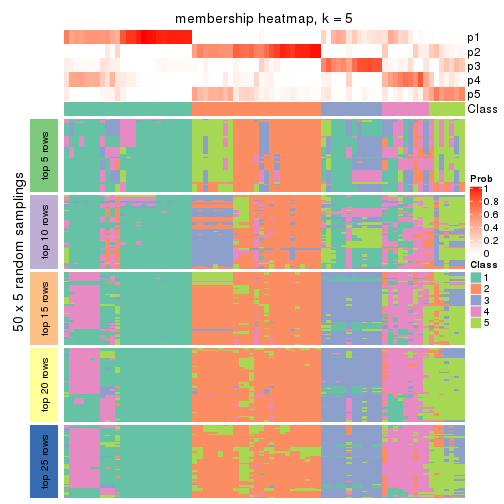 membership heatmap, k = 5
p1
p2
p3
p4
p5
Class
50 x 5 random samplings
top 5 rows
top 10 rows
top 15 rows
top 20 rows
top 25 rows
Prob
1
0.8
0.6
0.4
0.2
0
Class
1
2
3
4
5